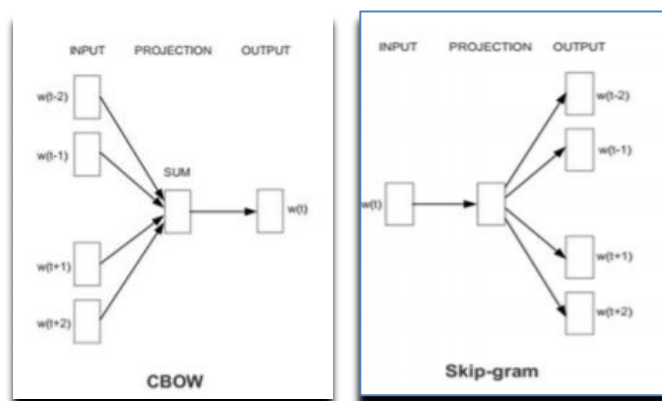 INPUT PROJECTION OUTPUT
w(t-2)
w(t-1)
SUM
w(t)
w(t+1)
w(t+2)
CBOW
INPUT PROJECTION OUTPUT
w(t-2)
w(t-1)
w(t)
w(t+1)
w(t+2)
Skip-gram